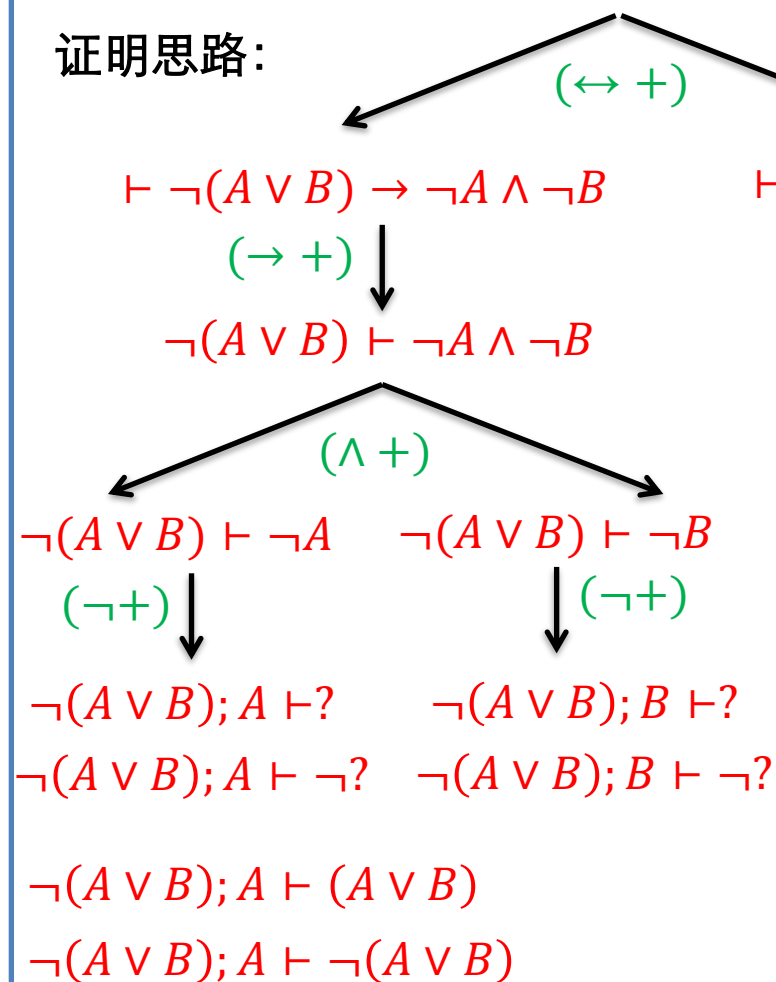 证明思路:
(↔ +)
⊢ ¬(A ∨ B) → ¬A ∧ ¬B ⊢
(→ +)
¬(A ∨ B) ⊢ ¬A ∧ ¬B
(∧ +)
¬(A ∨ B) ⊢ ¬A ¬(A ∨ B) ⊢ ¬B
(¬+) (¬+)
¬(A ∨ B); A ⊢? ¬(A ∨ B); B ⊢?
¬(A ∨ B); A ⊢ ¬? ¬(A ∨ B); B ⊢ ¬?
¬(A ∨ B); A ⊢ (A ∨ B)
¬(A ∨ B); A ⊢ ¬(A ∨ B)